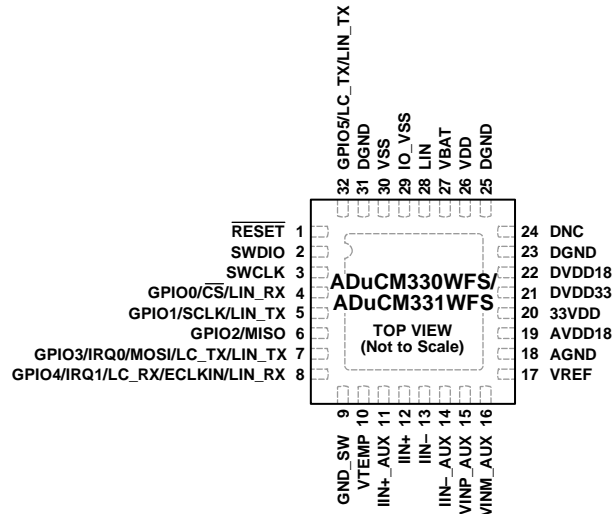 32 GPIO5/LC_TX/LIN_TX
31 DGND
30 VSS
29 IO_VSS
28 LIN
27 VBAT
26 VDD
25 DGND
RESET 1
SWDIO 2
SWCLK 3
GPIO0/CS/LIN_RX 4
GPIO1/SCLK/LIN_TX 5
GPIO2/MISO 6
GPIO3/IRQ0/MOSI/LC_TX/LIN_TX 7
GPIO4/IRQ1/LC_RX/ECLKIN/LIN_RX 8
ADuCM330WFS/
ADuCM331WFS
TOP VIEW
(Not to Scale)
24 DNC
23 DGND
22 DVDD18
21 DVDD33
20 33VDD
19 AVDD18
18 AGND
17 VREF
GND_SW 9
VTEMP 10
IIN+_AUX 11
IIN+ 12
IIN– 13
IIN–_AUX 14
VINP_AUX 15
VINM_AUX 16